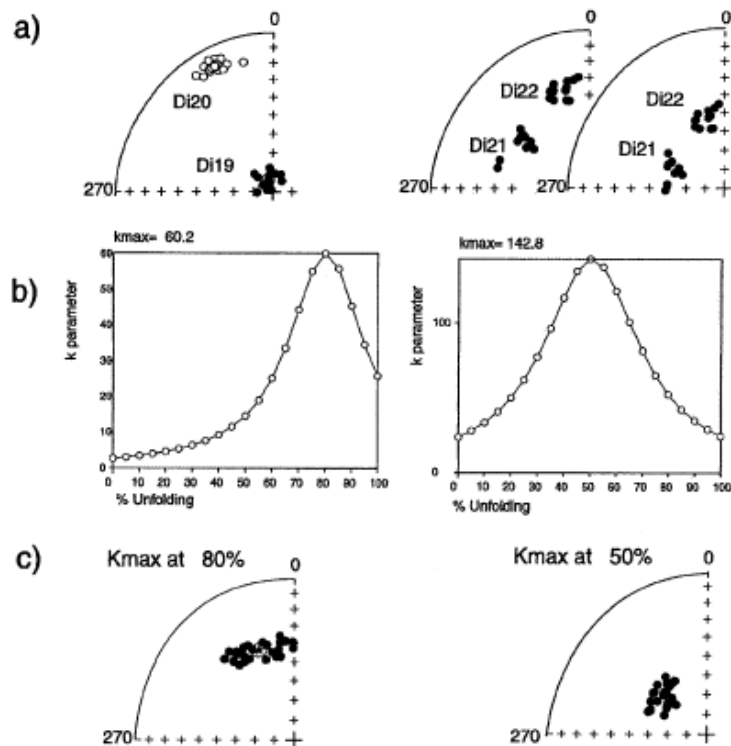 a)
0
Di20
Di19
270
0
Di22
Di21
270
0
Di22
Di21
270
b)
kmax= 60.2
k parameter
60
50
40
30
20
10
0
0 10 20 30 40 50 60 70 80 90 100
% Unfolding
kmax= 142.8
k parameter
100
0
0 10 20 30 40 50 60 70 80 90 100
% Unfolding
c)
Kmax at 80%
0
270
Kmax at 50%
0
270